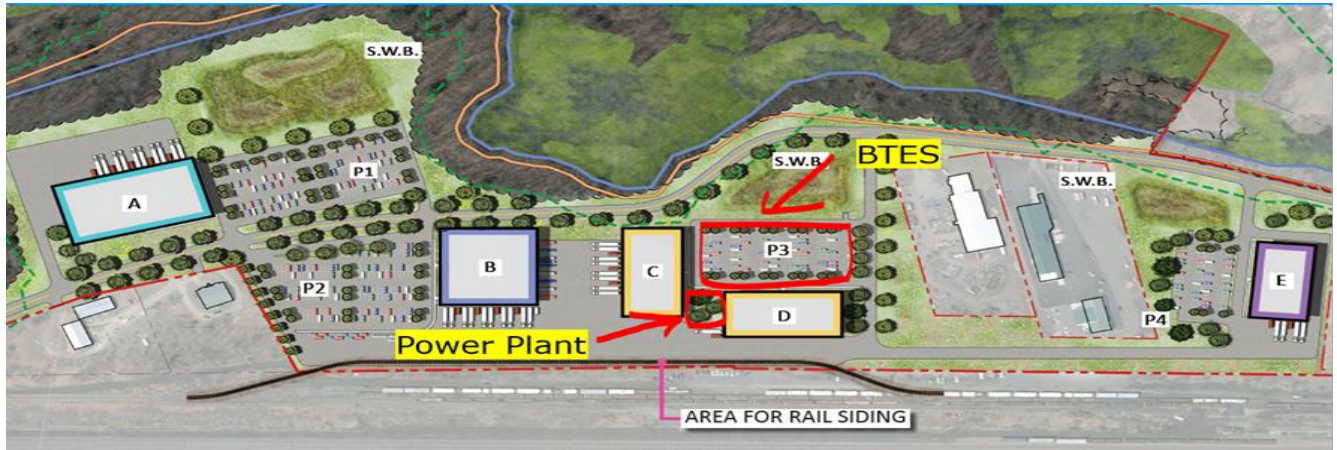 S.W.B.
S.W.B.
BTES
S.W.B.
P1
A
P3
B
C
E
P2
D
P4
Power Plant
AREA FOR RAIL SIDING